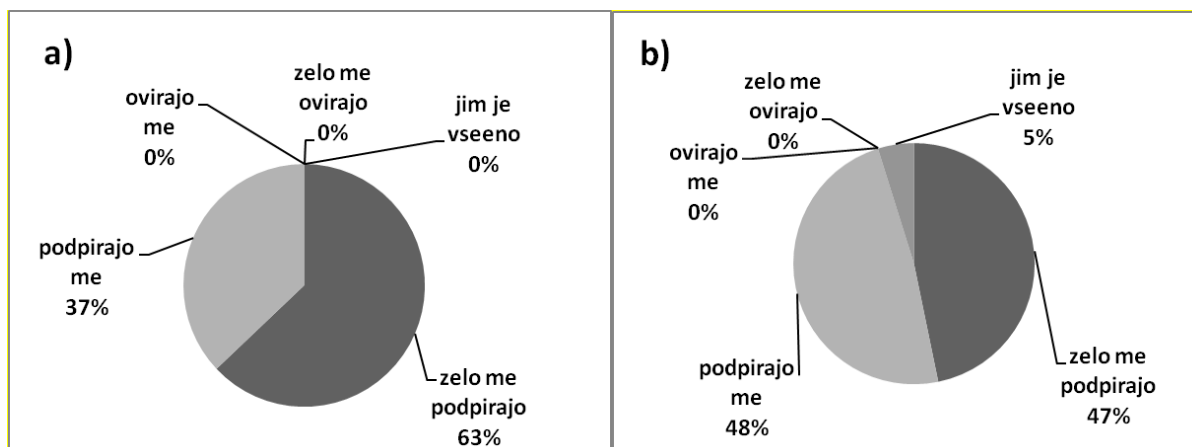 a)
ovirajo
me
0%
zelo me
ovirajo
0%
jim je
vseeno
0%
podpirajo
me
37%
zelo me
podpirajo
63%
b)
zelo me
ovirajo
0%
jim je
vseeno
5%
ovirajo
me
0%
podpirajo
me
48%
zelo me
podpirajo
47%